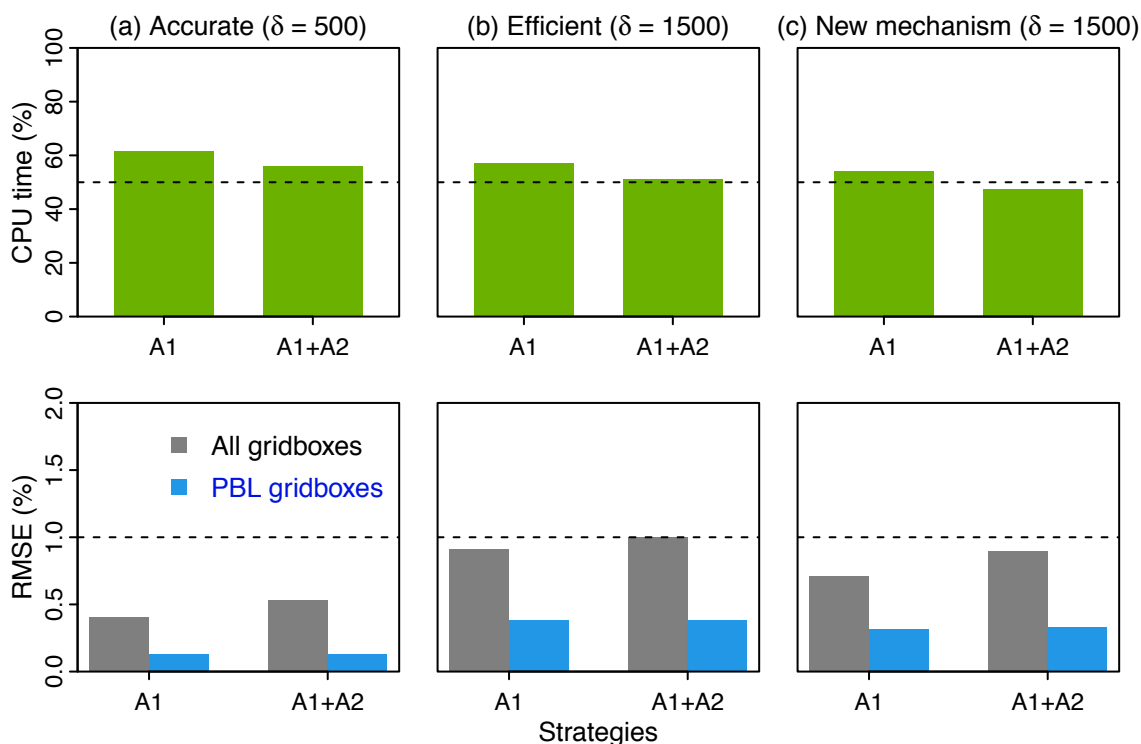 (a) Accurate (δ = 500)
(b) Efficient (δ = 1500)
(c) New mechanism (δ = 1500)
CPU time (%)
100
80
60
40
20
0
A1
A1+A2
A1
A1+A2
A1
A1+A2
RMSE (%)
2.0
1.5
1.0
0.5
0.0
All gridboxes
PBL gridboxes
A1
A1+A2
A1
A1+A2
A1
A1+A2
Strategies